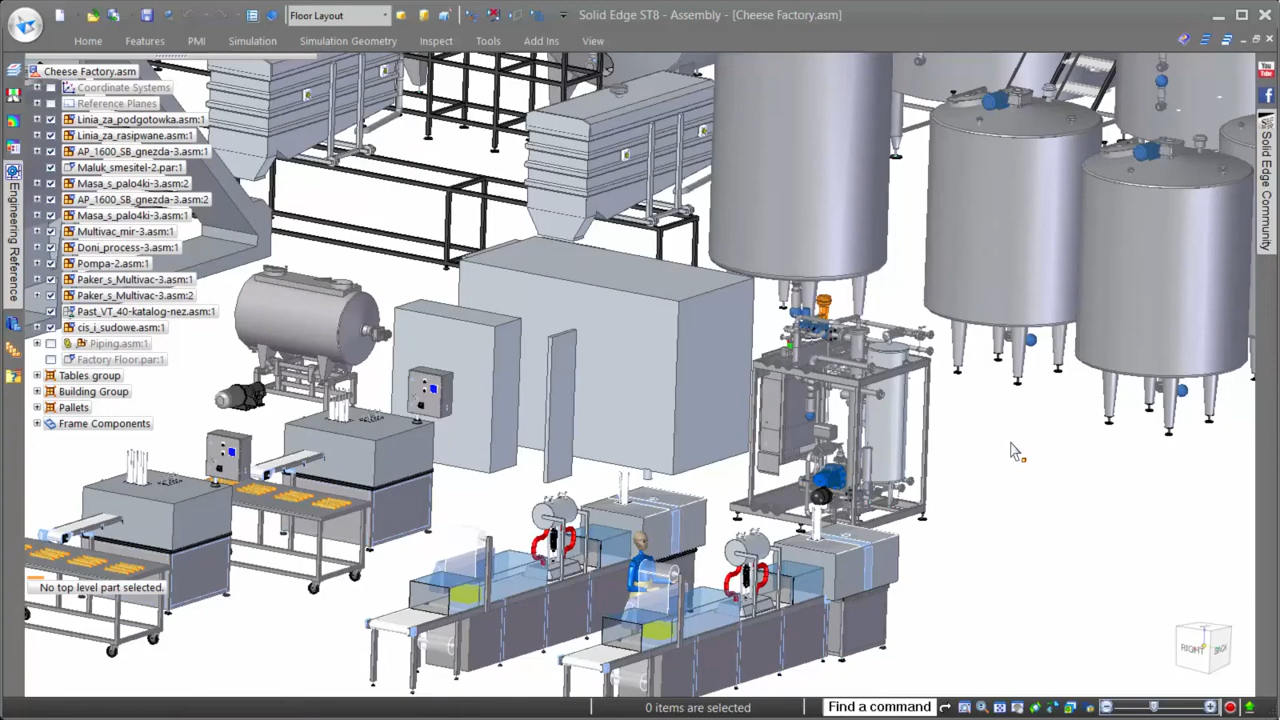 Floor Layout
Solid Edge ST8 - Assembly - [Cheese Factory.asm]
Home Features PMI Simulation Simulation Geometry Inspect Tools Add Ins View
Cheese Factory.asm
Coordinate Systems
Reference Planes
Linia_za_podgotowka.asm:1
Linia_za_rasipwane.asm:1
AP_1600_SB_gnezda-3.asm:1
Maluk_smesitel-2.par:1
Masa_s_palo4ki-3.asm:2
AP_1600_SB_gnezda-3.asm:2
Masa_s_palo4ki-3.asm:1
Multivac_mir-3.asm:1
Doni_process-3.asm:1
Pompa-2.asm:1
Paker_s_Multivac-3.asm:1
Paker_s_Multivac-3.asm:2
Past_VT_40-katalog-nez.asm:1
cis_i_sudowe.asm:1
Piping.asm:1
Factory Floor.par:1
Tables group
Building Group
Pallets
Frame Components
No top level part selected.
Engineering Reference
You Tube
Solid Edge Community
RIGHT BACK
0 items are selected
Find a command